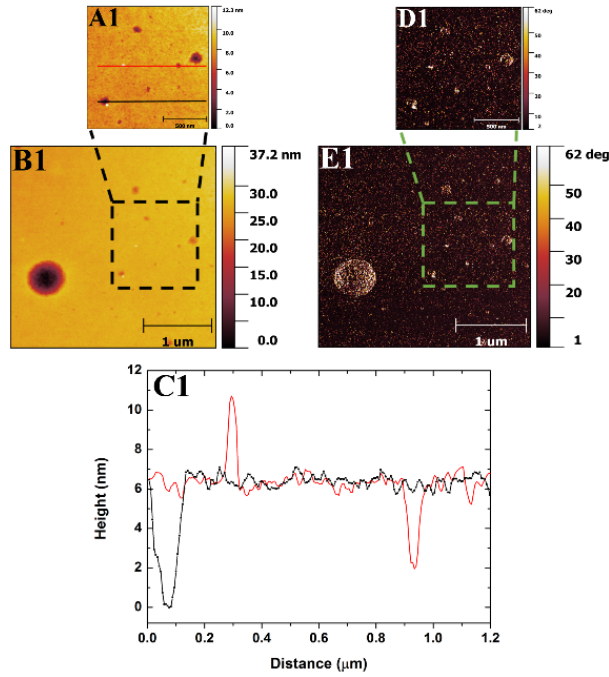 A1
12.3 nm
10.0
8.0
6.0
4.0
2.0
0.0
500 nm
D1
62 deg
50
40
30
20
2
500 nm
B1
37.2 nm
30.0
25.0
20.0
15.0
10.0
0.0
1 um
E1
62 deg
50
40
30
20
1
1 um
C1
12
10
8
6
4
2
0
Height (nm)
0.0
0.2
0.4
0.6
0.8
1.0
1.2
Distance (μm)